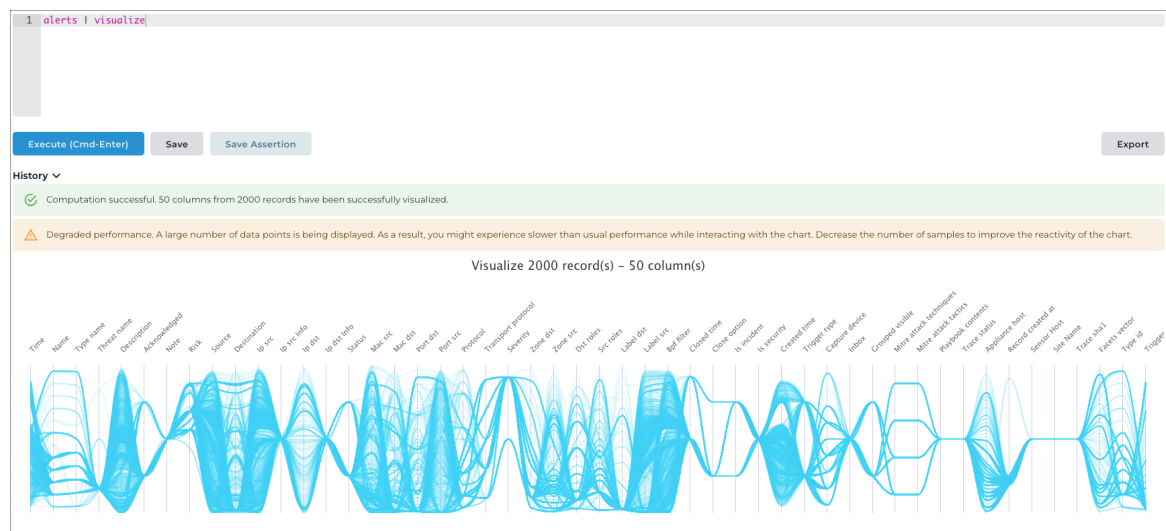 1 alerts | visualize
Execute (Cmd-Enter)
Save
Save Assertion
Export
History
Computation successful. 50 columns from 2000 records have been successfully visualized.
Degraded performance. A large number of data points is being displayed. As a result, you might experience slower than usual performance while interacting with the chart. Decrease the number of samples to improve the reactivity of the chart.
Visualize 2000 record(s) – 50 column(s)
Time
Name
Type name
Threat name
Description
Acknowledged
Note
Risk
Source
Destination
Ip src
Ip src info
Ip dst
Ip dst info
Status
Mac src
Mac dst
Port dst
Port src
Protocol
Transport protocol
Severity
Zone dst
Zone src
Dst roles
Src roles
Label dst
Label src
Bpf filter
Closed time
Close option
Is incident
Is security
Created time
Trigger type
Capture device
Inbox
Grouped visible
Mitre attack techniques
Mitre attack tactics
Playbook contents
Trace status
Appliance host
Record created at
Sensor Host
Site Name
Trace sha1
Facets vector
Type id
Trigger